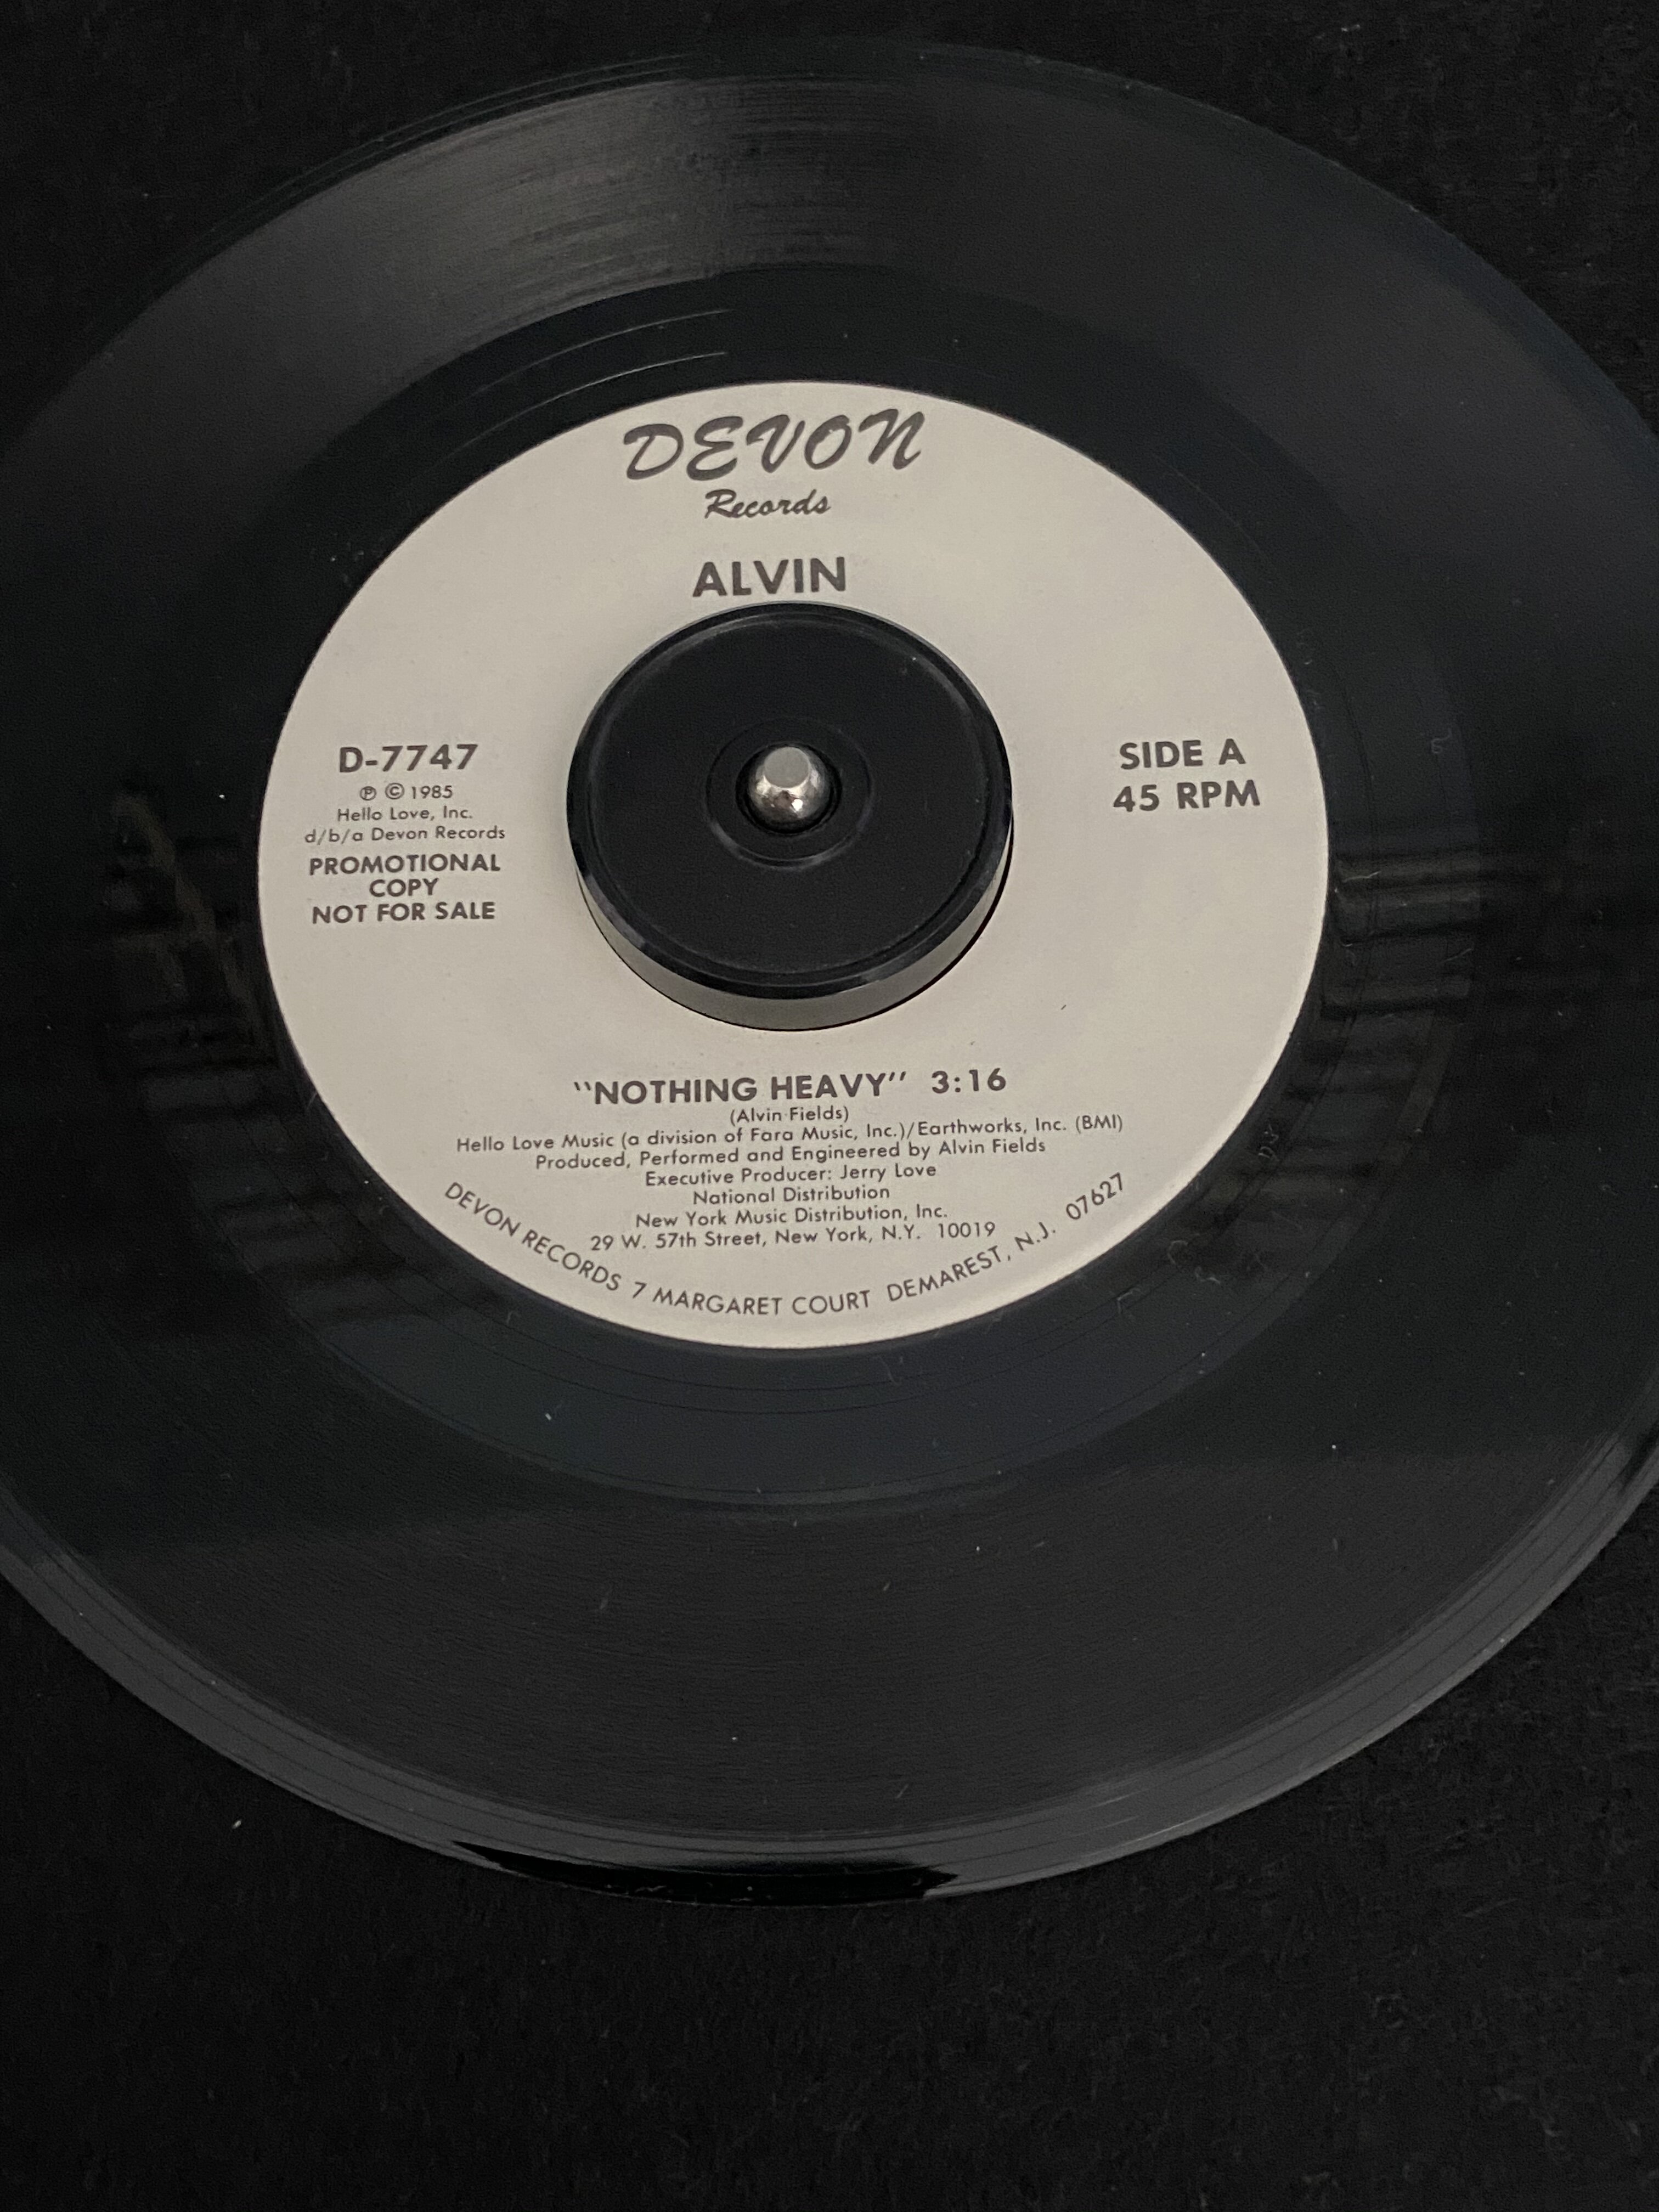 DEVON
Records
ALVIN
D-7747
℗ © 1985
Hello Love, Inc.
d/b/a Devon Records
PROMOTIONAL
COPY
NOT FOR SALE
SIDE A
45 RPM
"NOTHING HEAVY" 3:16
(Alvin Fields)
Hello Love Music (a division of Fara Music, Inc.)/Earthworks, Inc. (BMI)
Produced, Performed and Engineered by Alvin Fields
Executive Producer: Jerry Love
National Distribution
New York Music Distribution, Inc.
29 W. 57th Street, New York, N.Y. 10019
DEVON RECORDS 7 MARGARET COURT DEMAREST, N.J. 07627